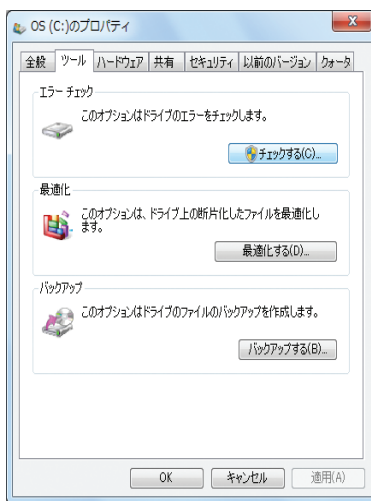 OS (C:)のプロパティ
全般 ツール ハードウェア 共有 セキュリティ 以前のバージョン クォータ
エラー チェック
このオプションはドライブのエラーをチェックします。
チェックする(C)...
最適化
このオプションは、ドライブ上の断片化したファイルを最適化し
ます。
最適化する(D)...
バックアップ
このオプションはドライブのファイルのバックアップを作成します。
バックアップする(B)...
OK キャンセル 適用(A)